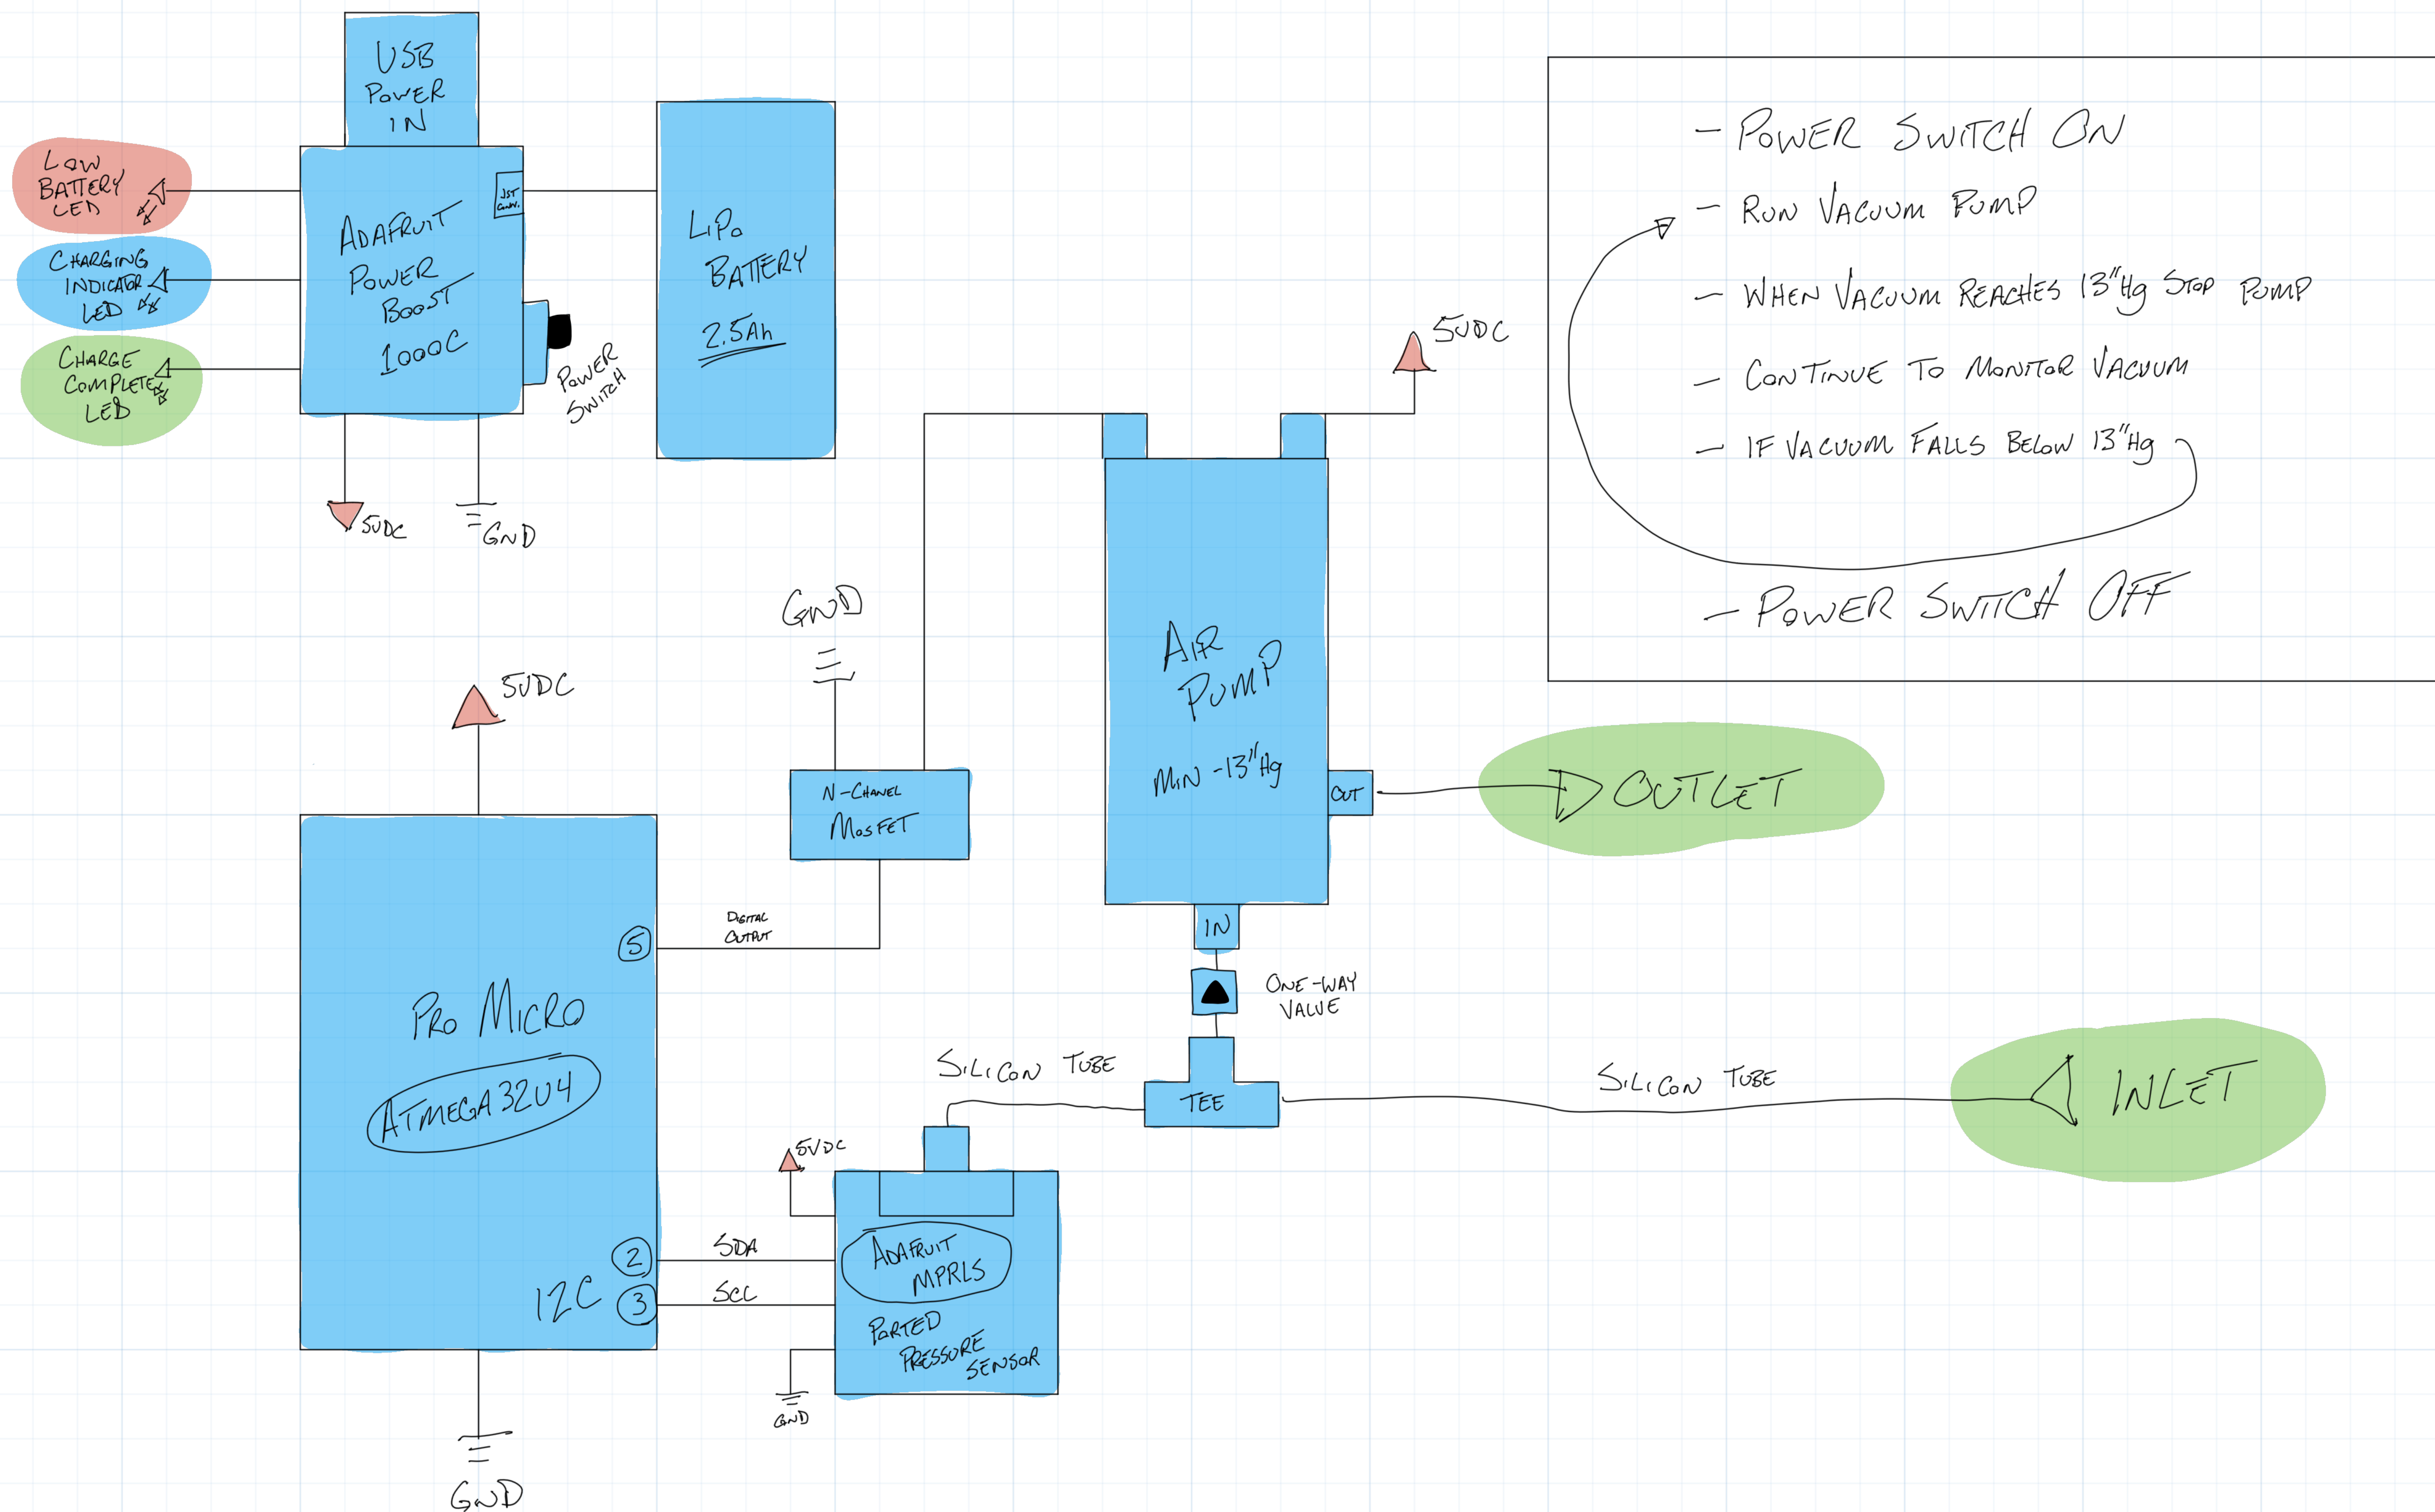 USB
POWER
IN
LOW
BATTERY
LED
CHARGING
INDICATOR
LED
CHARGE
COMPLETE
LED
ADAFRUIT
POWER
BOOST
1000C
JST
CONN.
POWER
SWITCH
5VDC
GND
LiPo
BATTERY
2.5Ah
- POWER SWITCH ON
- RUN VACUUM PUMP
- WHEN VACUUM REACHES 13"Hg STOP PUMP
- CONTINUE TO MONITOR VACUUM
- IF VACUUM FALLS BELOW 13"Hg
- POWER SWITCH OFF
5VDC
AIR
PUMP
MIN -13"Hg
OUT
OUTLET
IN
ONE-WAY
VALUE
TEE
SILICON TUBE
SILICON TUBE
INLET
GND
N-CHANEL
MOSFET
DIGITAL
OUTPUT
5VDC
PRO MICRO
ATMEGA32U4
5
2
I2C 3
SDA
SCL
GND
5VDC
ADAFRUIT
MPRLS
PORTED
PRESSURE
SENSOR
GND